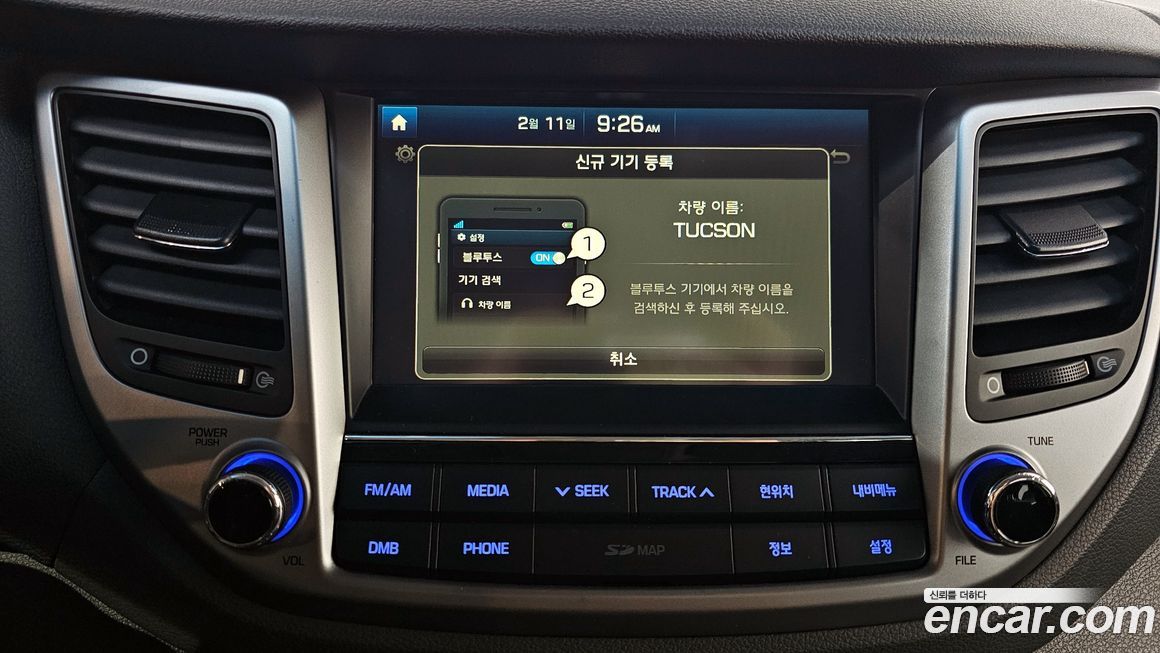 2월 11일 9:26 AM
신규 기기 등록
설정
블루투스 ON
1
기기 검색
2
차량 이름
차량 이름:
TUCSON
블루투스 기기에서 차량 이름을
검색하신 후 등록해 주십시오.
취소
POWER
PUSH
VOL
TUNE
FILE
FM/AM MEDIA SEEK TRACK 현위치 내비메뉴
DMB PHONE SD MAP 정보 설정
신뢰를 더하다
encar.com